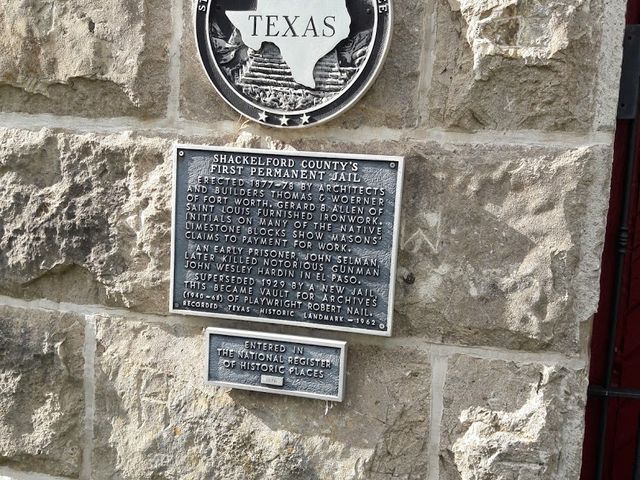 TEXAS
SHACKELFORD COUNTY'S
FIRST PERMANENT JAIL
ERECTED 1877-78 BY ARCHITECTS
AND BUILDERS THOMAS & WOERNER
OF FORT WORTH. GERARD B. ALLEN OF
SAINT LOUIS FURNISHED IRONWORK.
INITIALS ON MANY OF THE NATIVE
LIMESTONE BLOCKS SHOW MASONS'
CLAIMS TO PAYMENT FOR WORK.
AN EARLY PRISONER, JOHN SELMAN,
LATER KILLED NOTORIOUS GUNMAN
JOHN WESLEY HARDIN IN EL PASO.
SUPERSEDED 1929 BY A NEW JAIL
THIS BECAME VAULT FOR ARCHIVES
(1940-68) OF PLAYWRIGHT ROBERT NAIL.
RECORDED TEXAS HISTORIC LANDMARK-1962
ENTERED IN
THE NATIONAL REGISTER
OF HISTORIC PLACES